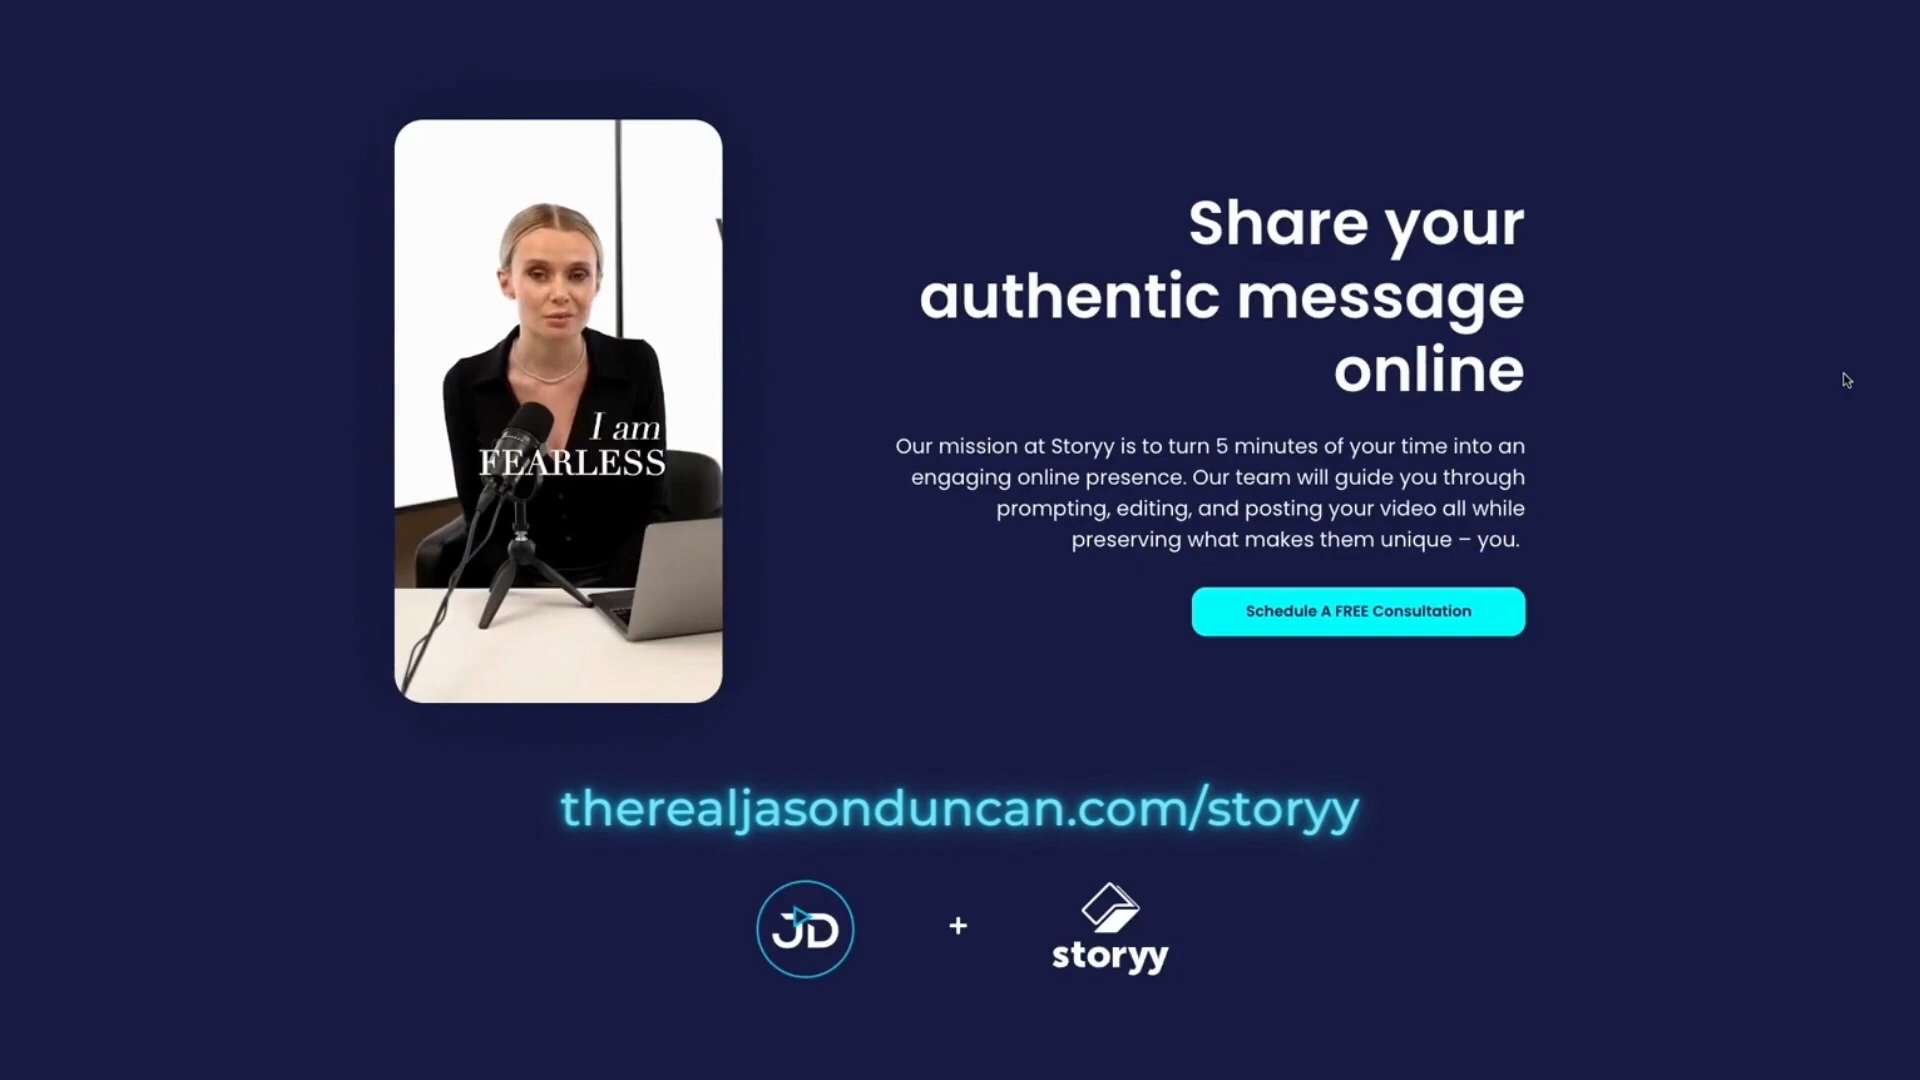 I am
FEARLESS
Share your
authentic message
online
Our mission at Storyy is to turn 5 minutes of your time into an
engaging online presence. Our team will guide you through
prompting, editing, and posting your video all while
preserving what makes them unique – you.
Schedule A FREE Consultation
therealjasonduncan.com/storyy
JD
+
storyy